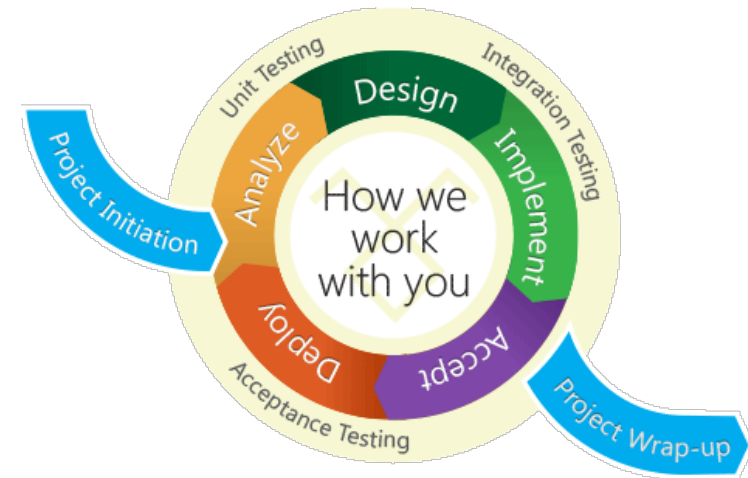 Unit Testing
Integration Testing
Design
Project Initiation
Analyze
Implement
How we
work
with you
Deploy
Accept
Acceptance Testing
Project Wrap-up